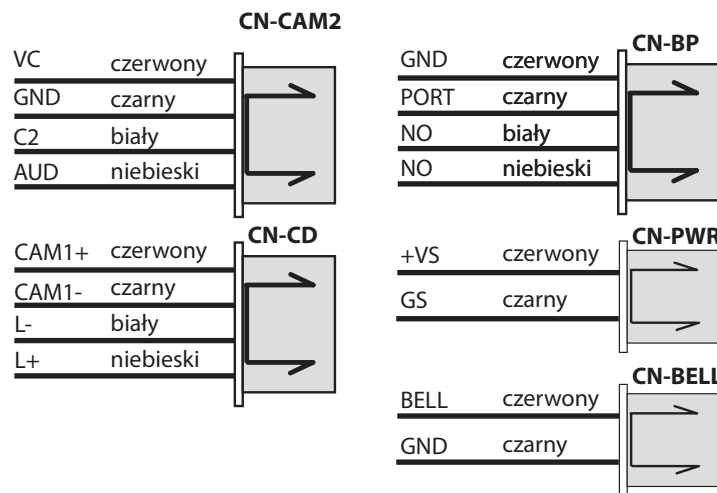 CN-CAM2
VC czerwony
GND czarny
C2 biały
AUD niebieski
CN-CD
CAM1+ czerwony
CAM1- czarny
L- biały
L+ niebieski
CN-BP
GND czerwony
PORT czarny
NO biały
NO niebieski
CN-PWR
+VS czerwony
GS czarny
CN-BELL
BELL czerwony
GND czarny